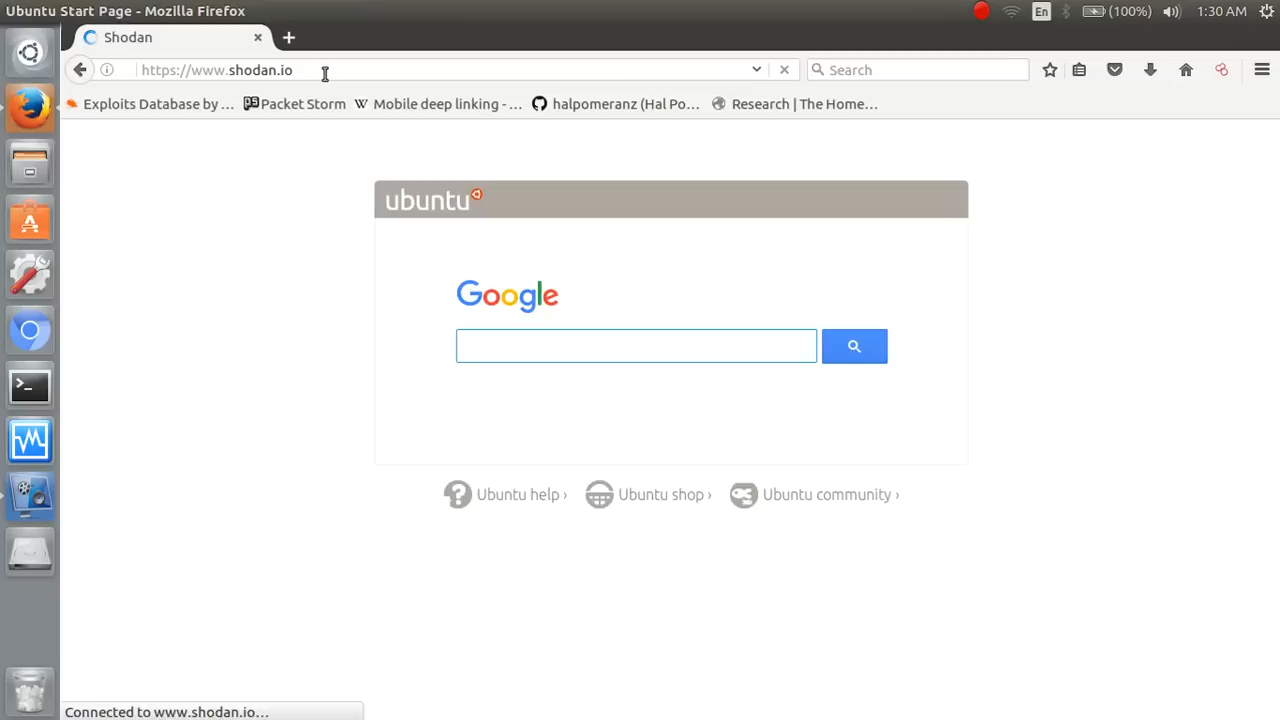 Ubuntu Start Page - Mozilla Firefox
En
(100%)
1:30 AM
Shodan
https://www.shodan.io
Search
Exploits Database by ...
Packet Storm
Mobile deep linking - ...
halpomeranz (Hal Po...
Research | The Home...
ubuntu
Google
Ubuntu help ›
Ubuntu shop ›
Ubuntu community ›
Connected to www.shodan.io...